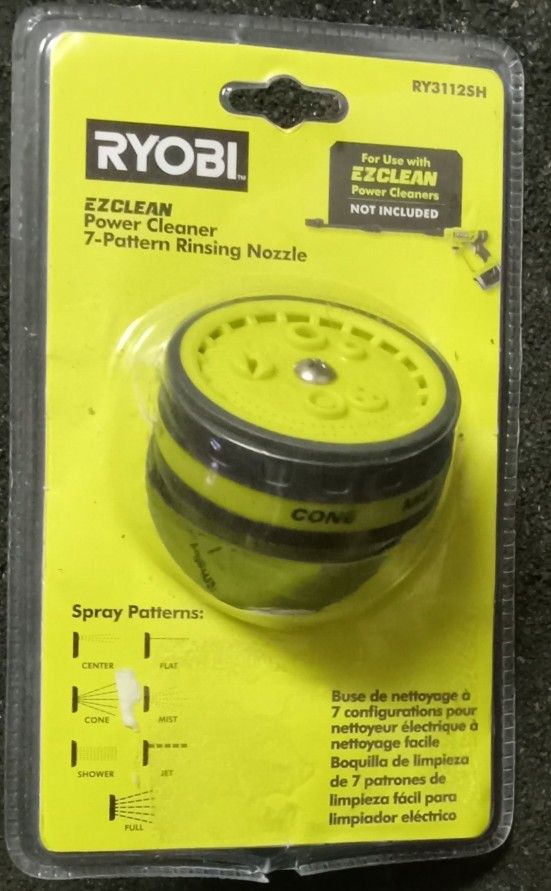 RY3112SH
RYOBI™
For Use with
EZCLEAN
Power Cleaners
NOT INCLUDED
EZCLEAN
Power Cleaner
7-Pattern Rinsing Nozzle
CONE
Spray Patterns:
CENTER
FLAT
CONE
MIST
SHOWER
JET
FULL
Buse de nettoyage à
7 configurations pour
nettoyeur électrique à
nettoyage facile
Boquilla de limpieza
de 7 patrones de
limpieza fácil para
limpiador eléctrico